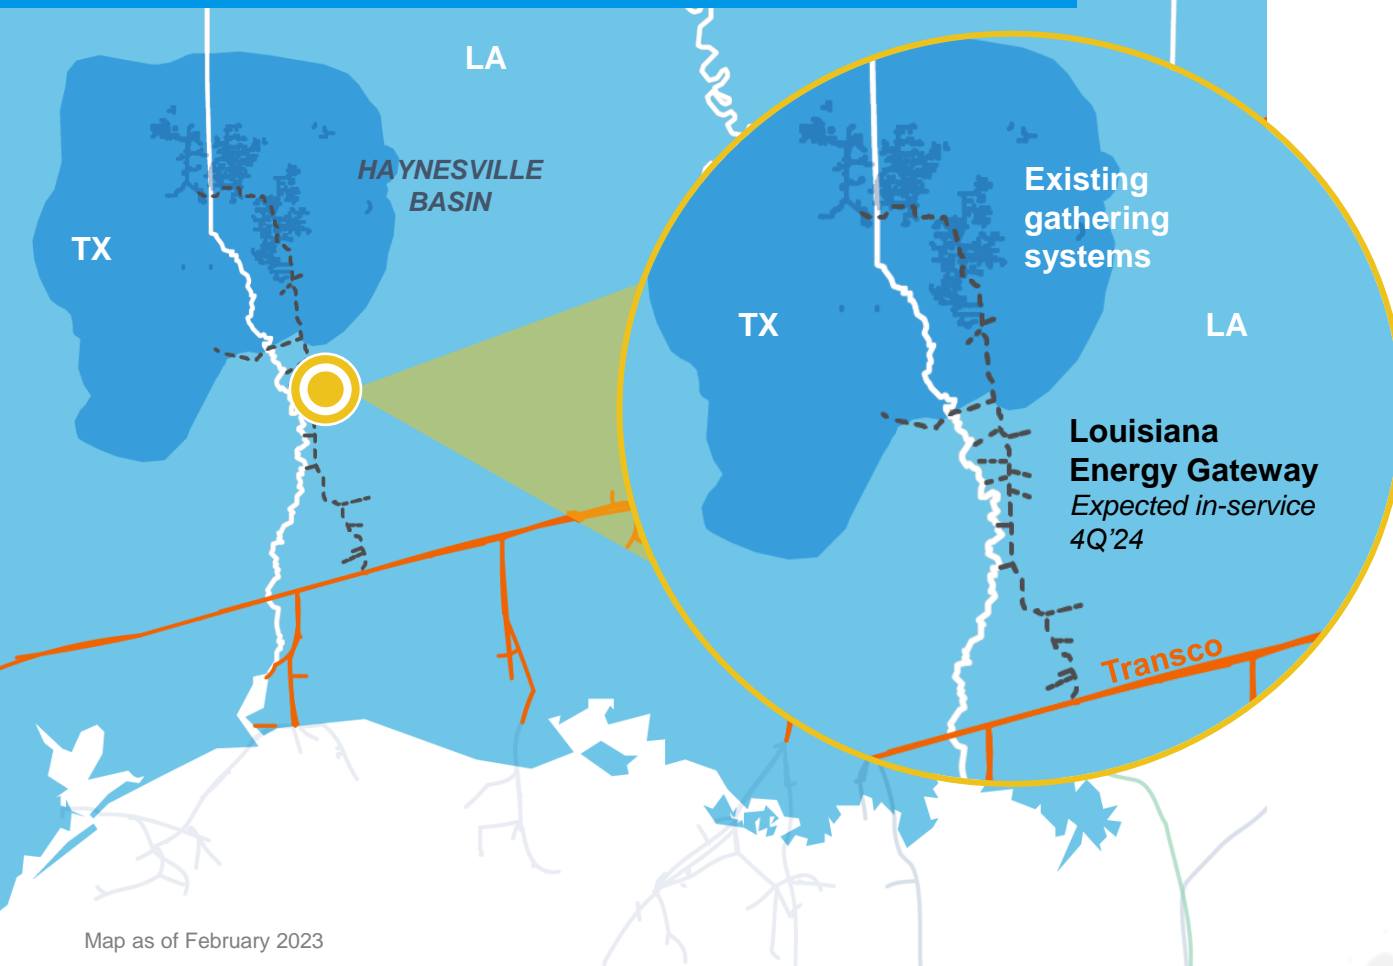 LA
HAYNESVILLE
BASIN
TX
Existing
gathering
systems
TX
LA
Louisiana
Energy Gateway
Expected in-service
4Q’24
Transco
Map as of February 2023